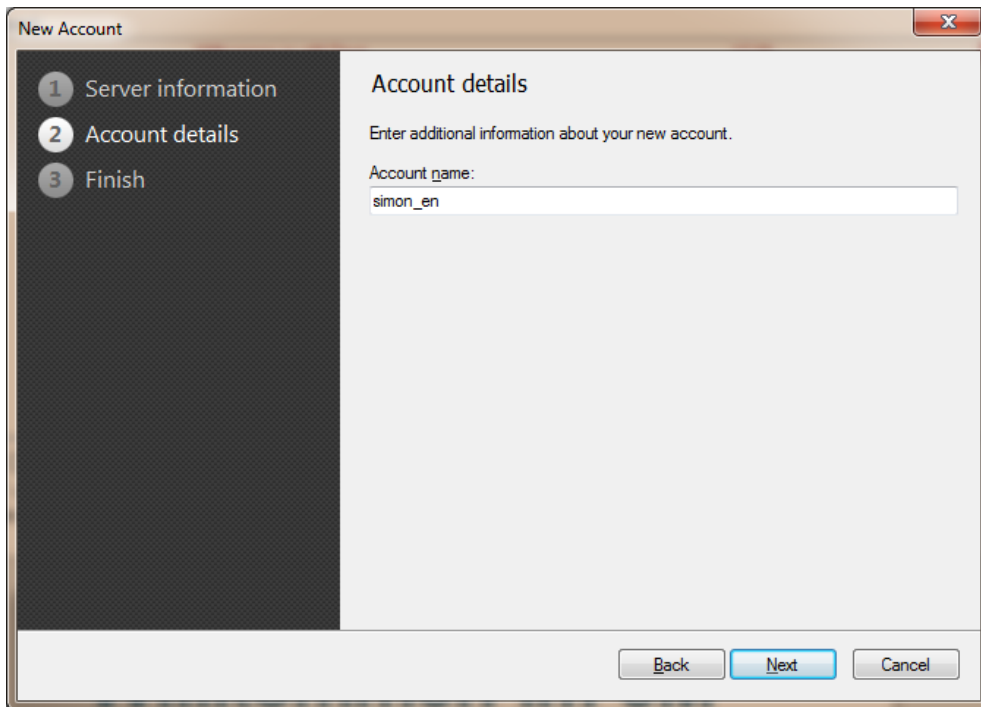 New Account
1 Server information
2 Account details
3 Finish
Account details
Enter additional information about your new account.
Account name:
simon_en
Back
Next
Cancel